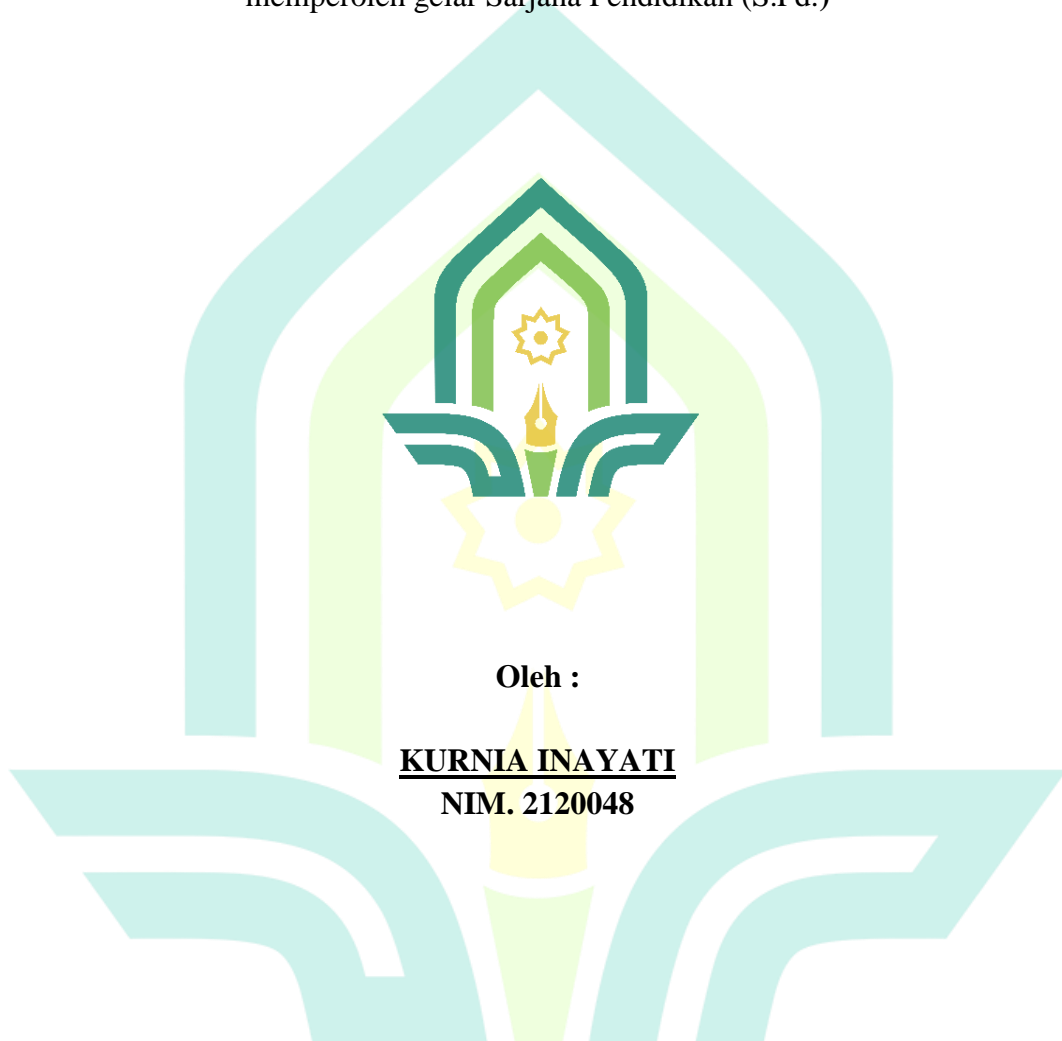 memperoleh gelar Sarjana Pendidikan (S.Pd.)
Oleh :
KURNIA INAYATI
NIM. 2120048